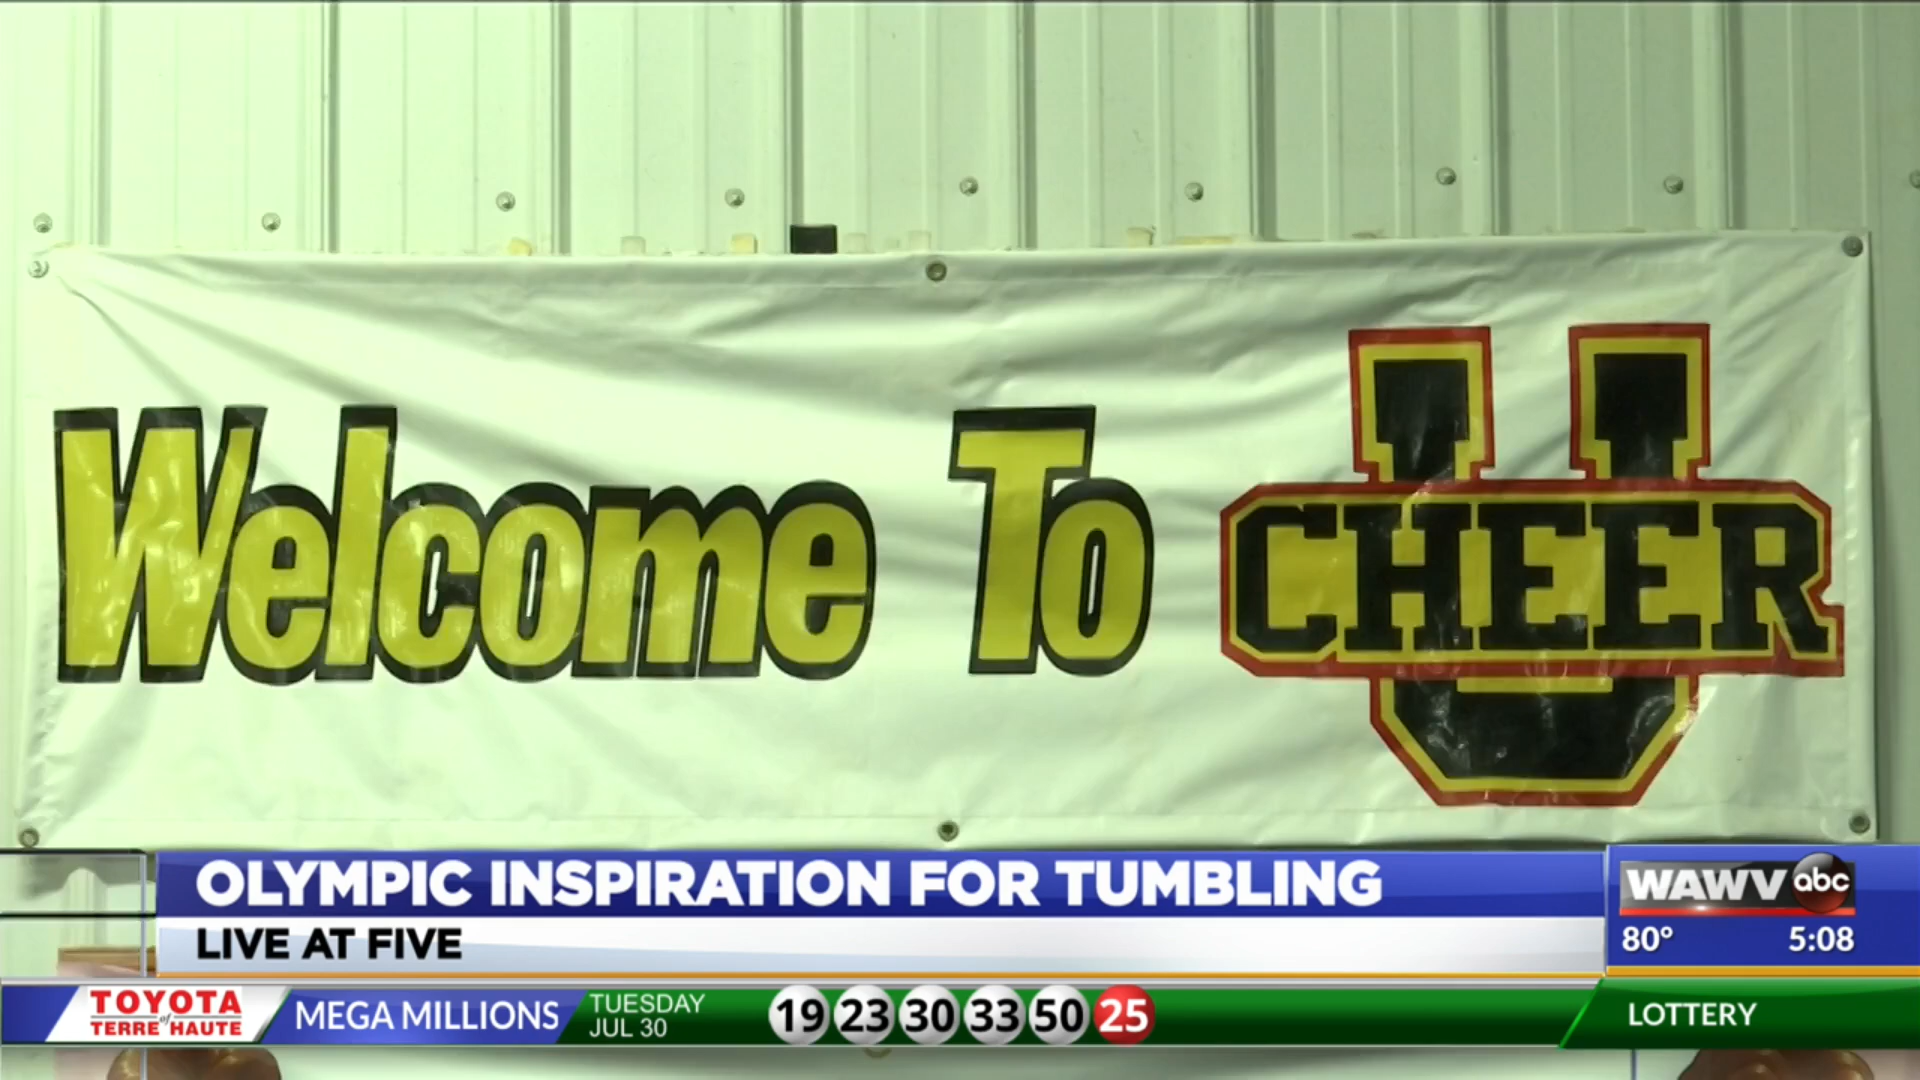 Welcome To U CHEER
OLYMPIC INSPIRATION FOR TUMBLING
LIVE AT FIVE
WAWV abc
80° 5:08
TOYOTA of TERRE HAUTE
MEGA MILLIONS
TUESDAY
JUL 30
19 23 30 33 50 25
LOTTERY